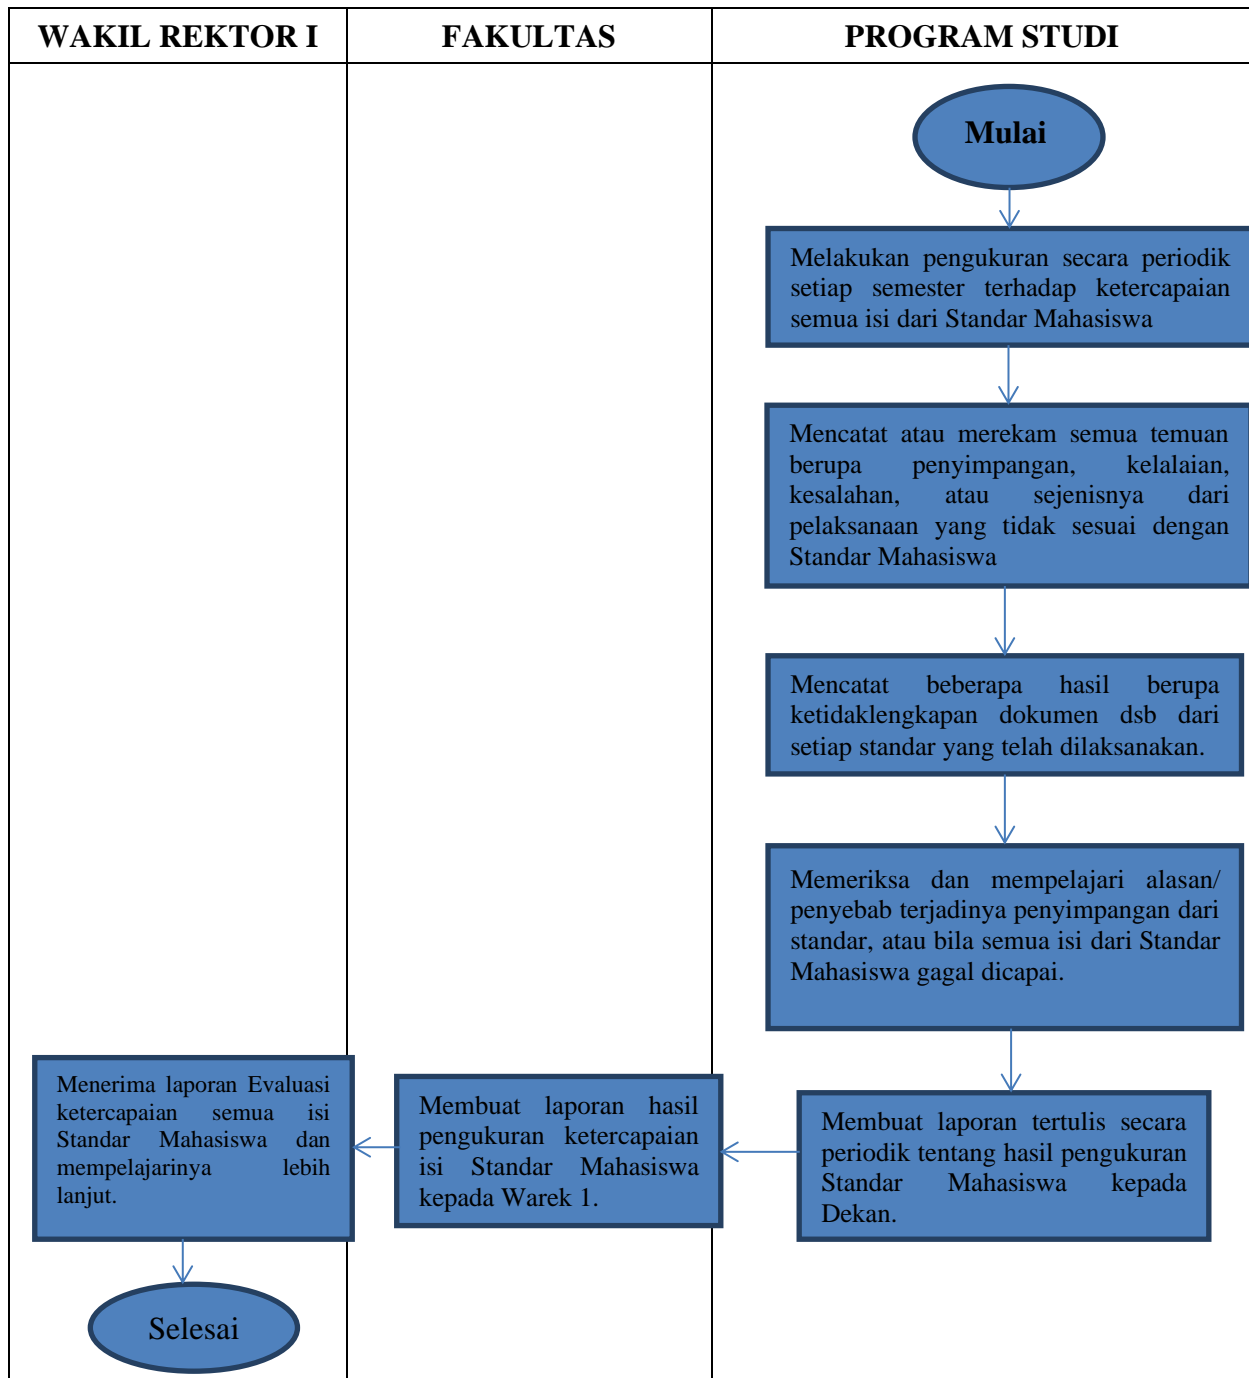 WAKIL REKTOR I
FAKULTAS
PROGRAM STUDI
Mulai
Melakukan pengukuran secara periodik
setiap semester terhadap ketercapaian
semua isi dari Standar Mahasiswa
Mencatat atau merekam semua temuan
berupa penyimpangan, kelalaian,
kesalahan, atau sejenisnya dari
pelaksanaan yang tidak sesuai dengan
Standar Mahasiswa
Mencatat beberapa hasil berupa
ketidaklengkapan dokumen dsb dari
setiap standar yang telah dilaksanakan.
Memeriksa dan mempelajari alasan/
penyebab terjadinya penyimpangan dari
standar, atau bila semua isi dari Standar
Mahasiswa gagal dicapai.
Membuat laporan tertulis secara
periodik tentang hasil pengukuran
Standar Mahasiswa kepada
Dekan.
Membuat laporan hasil
pengukuran ketercapaian
isi Standar Mahasiswa
kepada Warek 1.
Menerima laporan Evaluasi
ketercapaian semua isi
Standar Mahasiswa dan
mempelajarinya lebih
lanjut.
Selesai